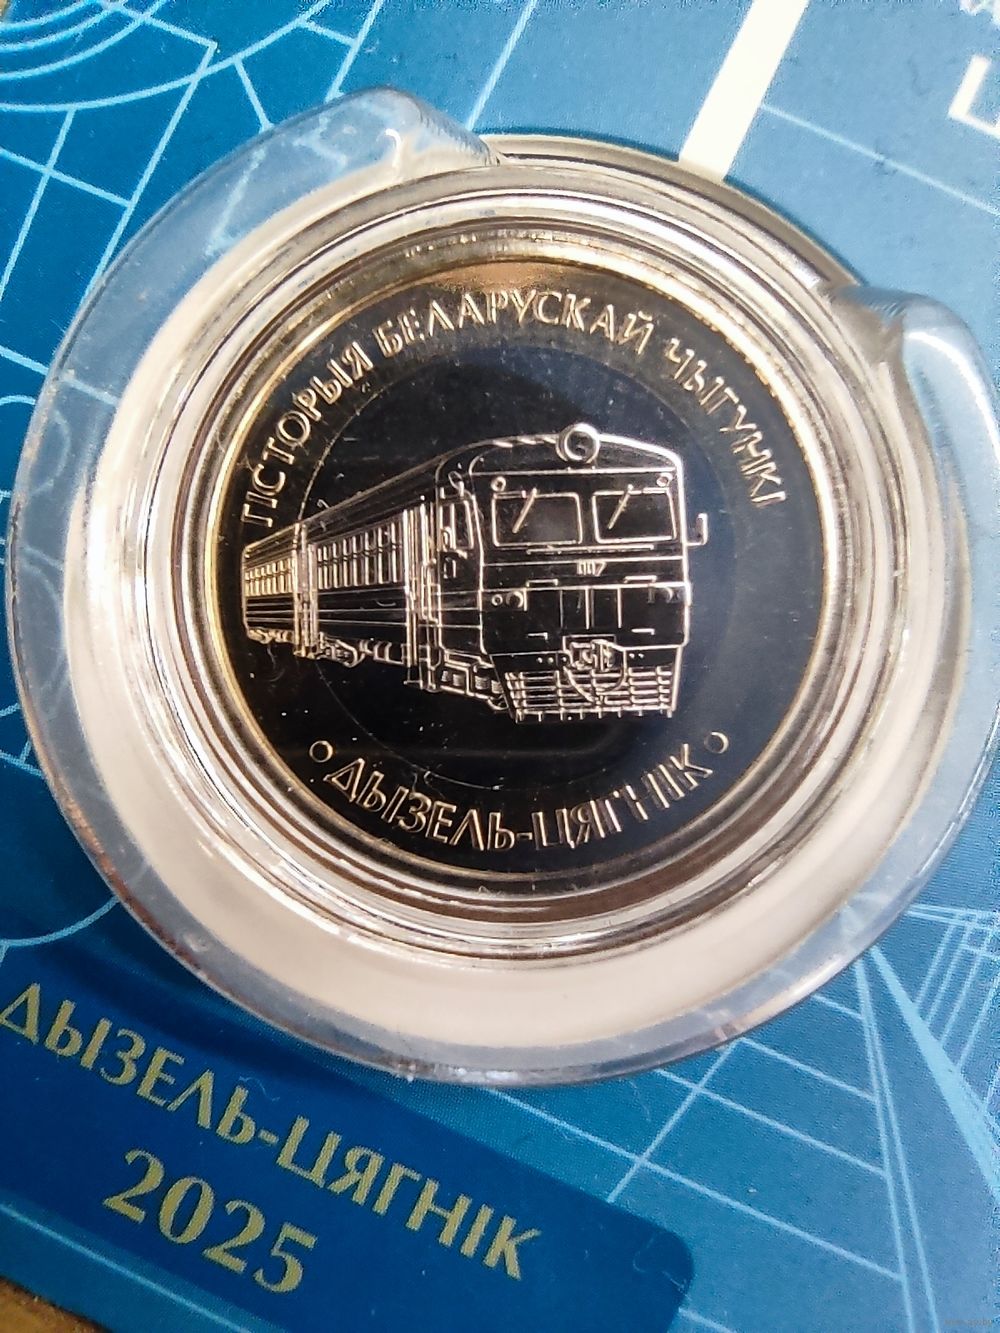 ГІСТОРЫЯ БЕЛАРУСКАЙ ЧЫГУНКІ
ДЫЗЕЛЬ-ЦЯГНІК
ДЫЗЕЛЬ-ЦЯГНІК
2025